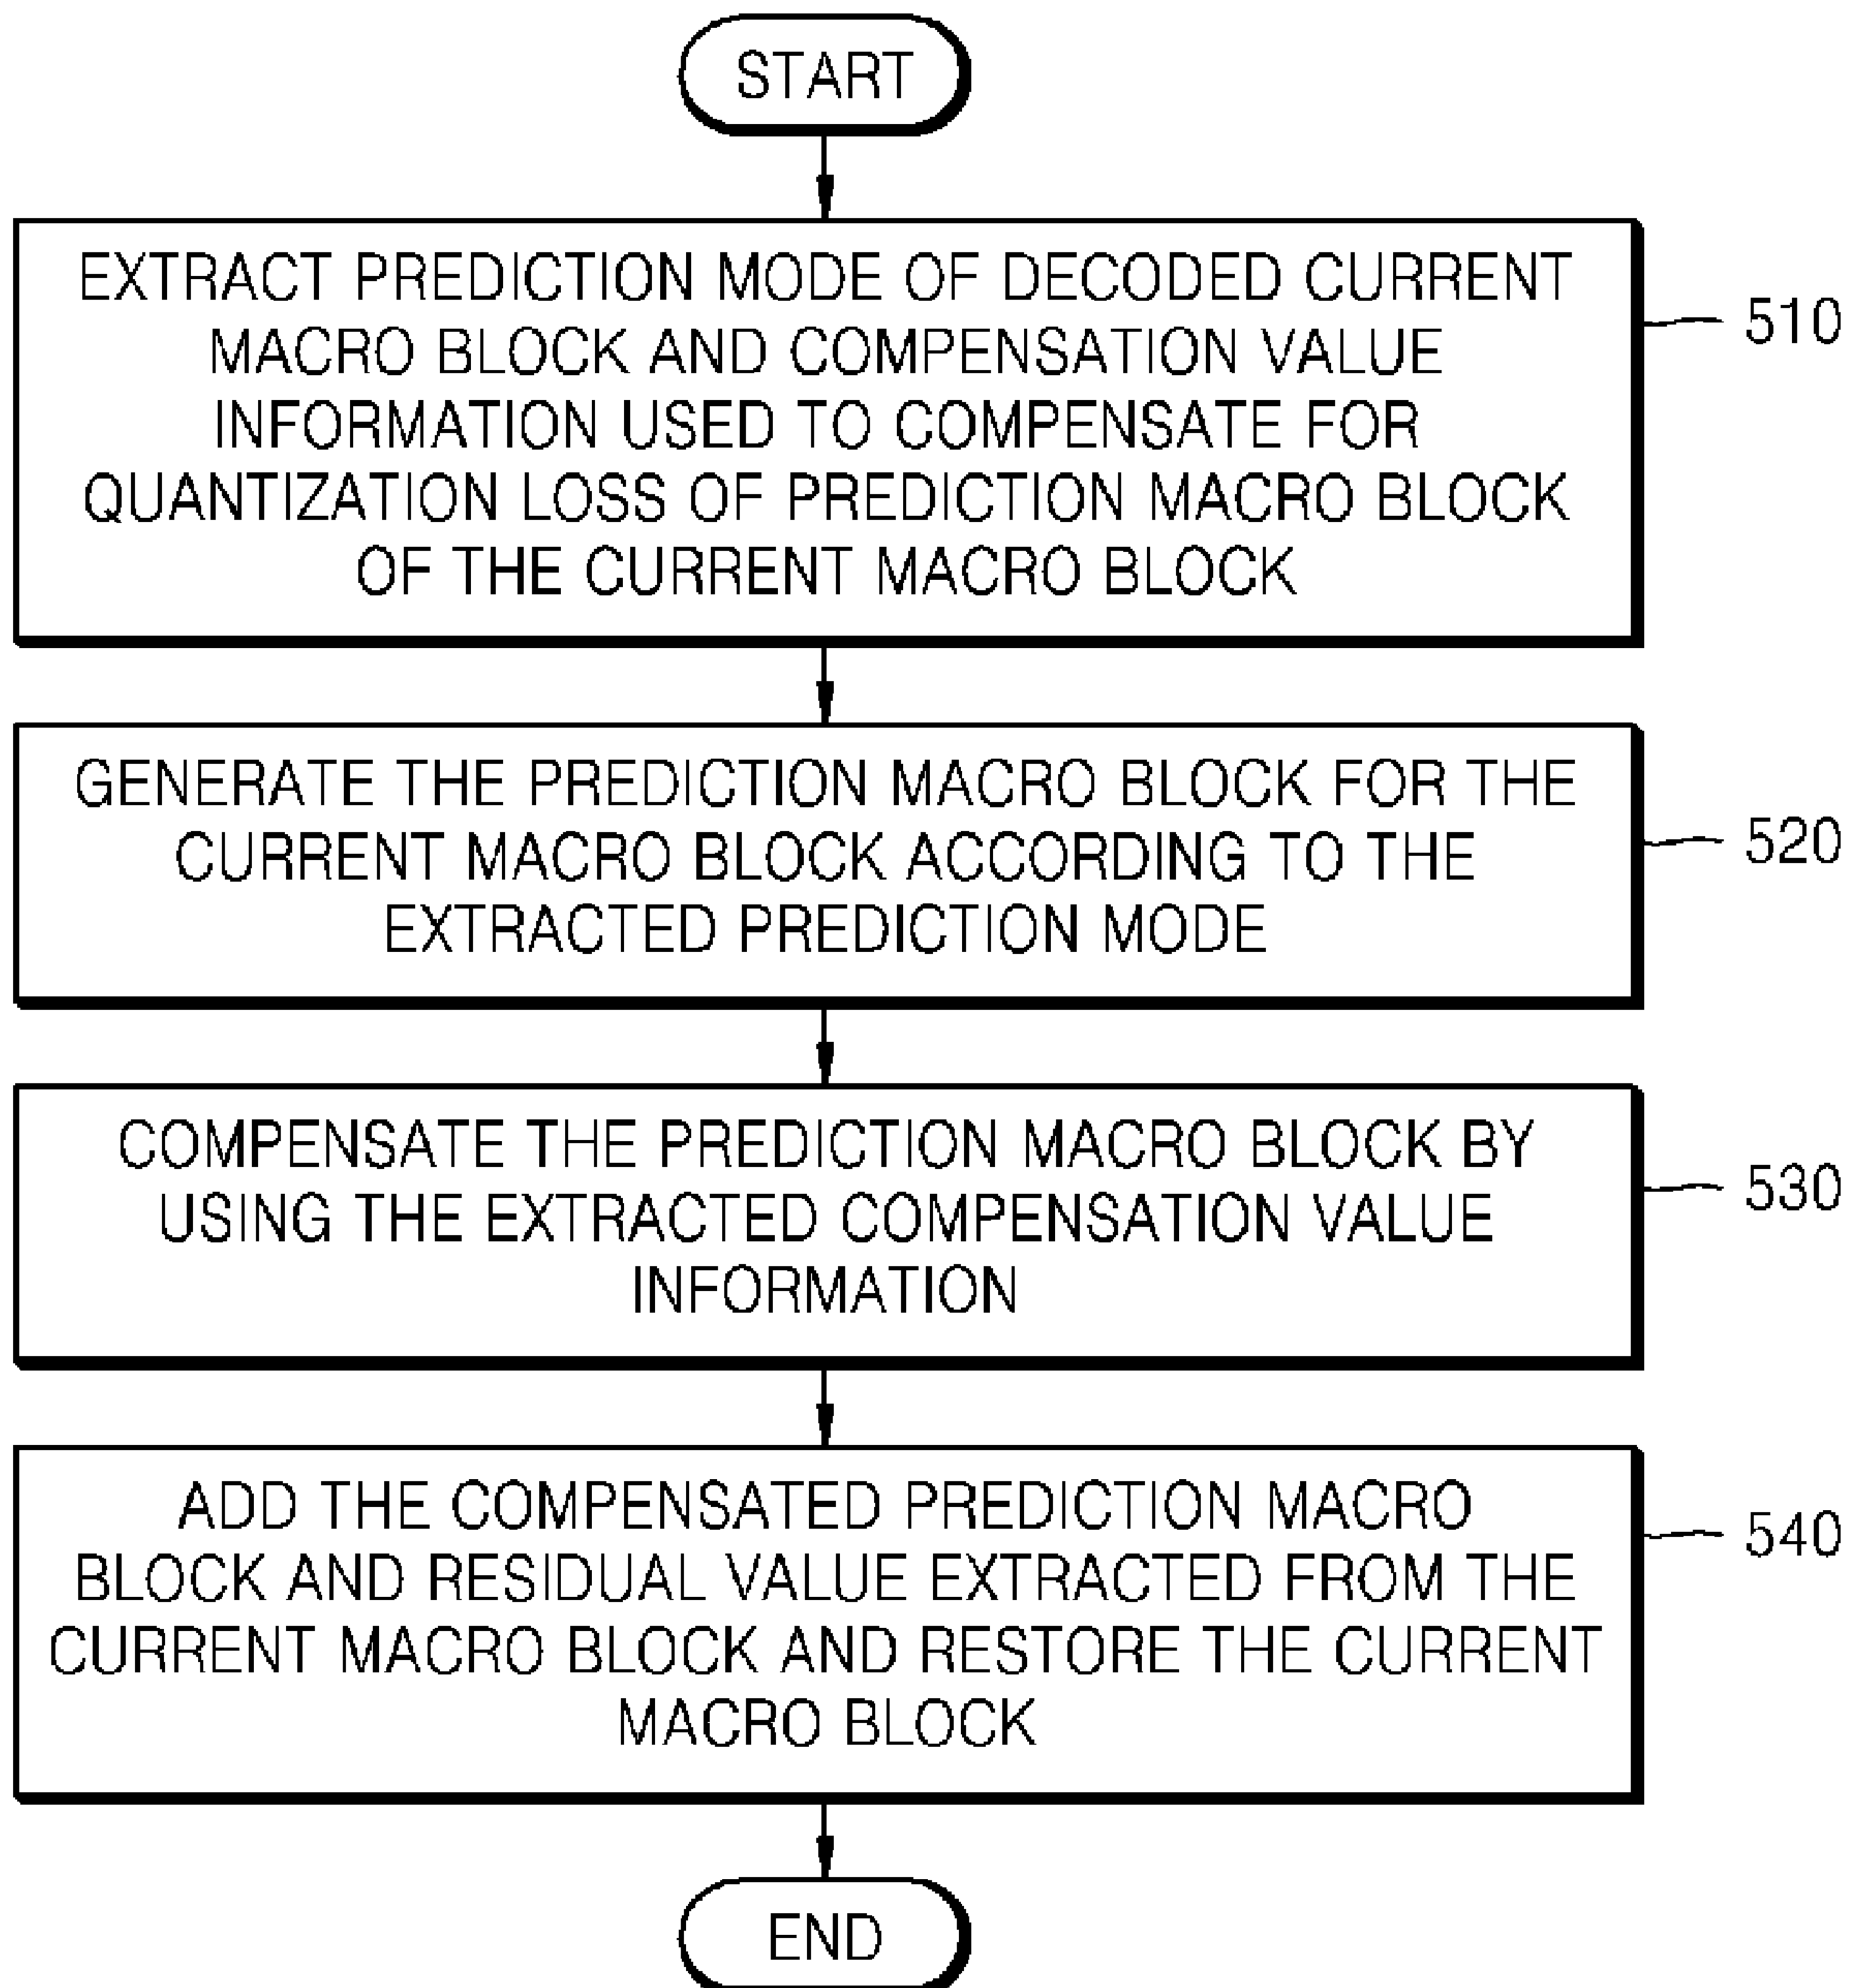 START
EXTRACT PREDICTION MODE OF DECODED CURRENT
MACRO BLOCK AND COMPENSATION VALUE
INFORMATION USED TO COMPENSATE FOR
QUANTIZATION LOSS OF PREDICTION MACRO BLOCK
OF THE CURRENT MACRO BLOCK
510
GENERATE THE PREDICTION MACRO BLOCK FOR THE
CURRENT MACRO BLOCK ACCORDING TO THE
EXTRACTED PREDICTION MODE
520
COMPENSATE THE PREDICTION MACRO BLOCK BY
USING THE EXTRACTED COMPENSATION VALUE
INFORMATION
530
ADD THE COMPENSATED PREDICTION MACRO
BLOCK AND RESIDUAL VALUE EXTRACTED FROM THE
CURRENT MACRO BLOCK AND RESTORE THE CURRENT
MACRO BLOCK
540
END